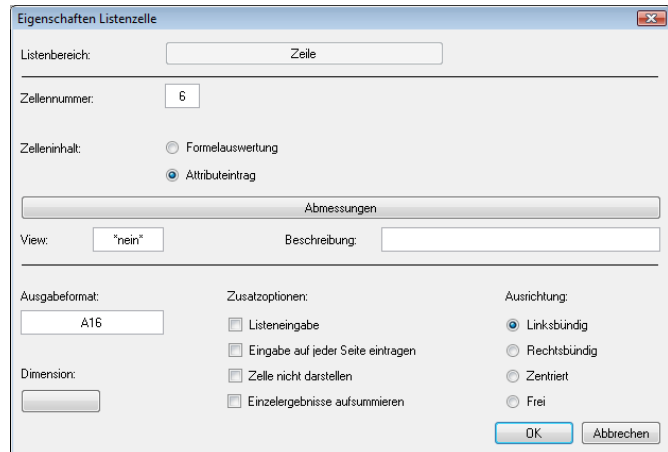 Eigenschaften Listenzelle
Listenbereich: Zeile
Zellennummer: 6
Zelleninhalt: Formelauswertung
Attributeintrag
Abmessungen
View: "nein" Beschreibung:
Ausgabeformat: Zusatzoptionen: Ausrichtung:
A16 Listeneingabe Linksbündig
Eingabe auf jeder Seite eintragen Rechtsbündig
Dimension: Zelle nicht darstellen Zentriert
Einzelergebnisse aufsummieren Frei
OK Abbrechen